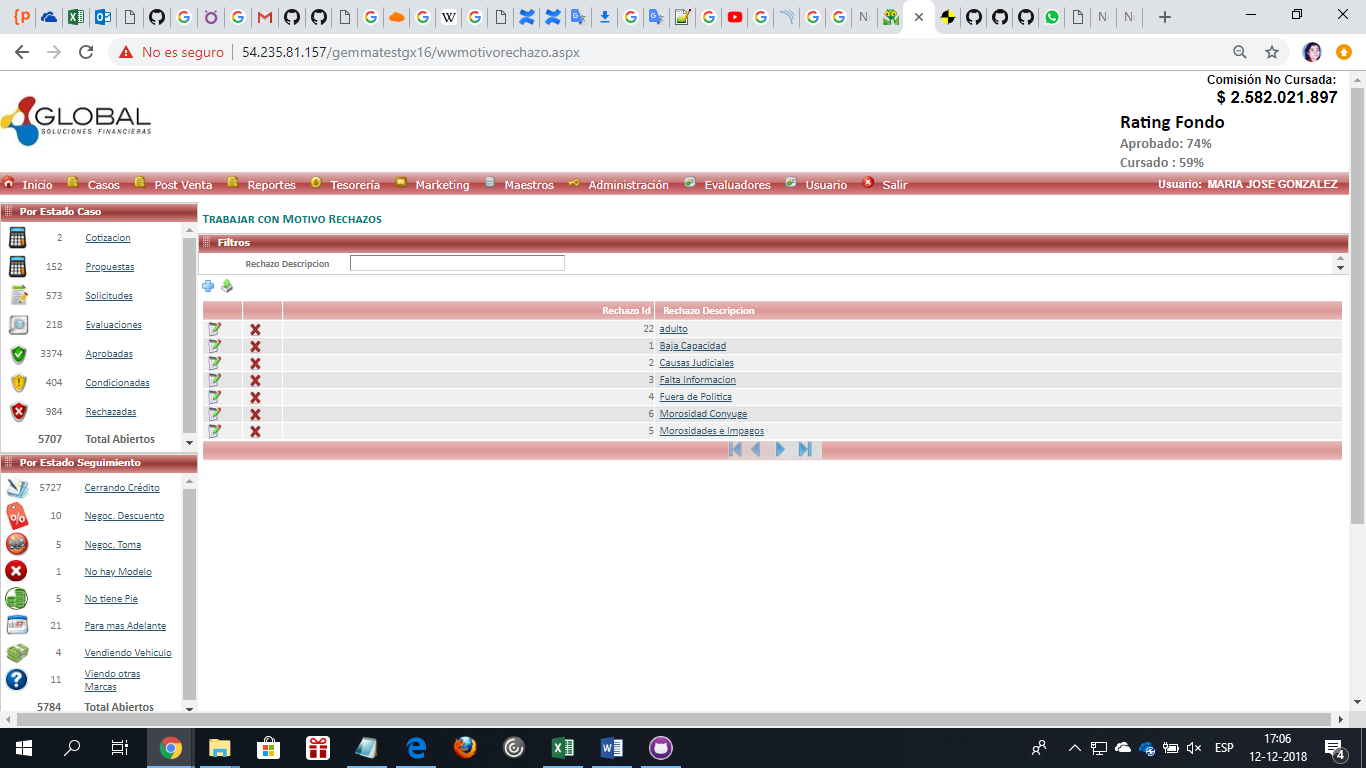 No es seguro | 54.235.81.157/gemmatestgx16/wwmotivorechazo.aspx
Comisión No Cursada:
$ 2.582.021.897
GLOBAL
SOLUCIONES FINANCIERAS
Rating Fondo
Aprobado: 74%
Cursado : 59%
Inicio Casos Post Venta Reportes Tesorería Marketing Maestros Administración Evaluadores Usuario Salir Usuario: MARIA JOSE GONZALEZ
Por Estado Caso
2 Cotizacion
152 Propuestas
573 Solicitudes
218 Evaluaciones
3374 Aprobadas
404 Condicionadas
984 Rechazadas
5707 Total Abiertos
Por Estado Seguimiento
5727 Cerrando Crédito
10 Negoc. Descuento
5 Negoc. Toma
1 No hay Modelo
5 No tiene Pie
21 Para mas Adelante
4 Vendiendo Vehiculo
11 Viendo otras
Marcas
5784 Total Abiertos
Trabajar con Motivo Rechazos
Filtros
Rechazo Descripcion
Rechazo Id Rechazo Descripcion
22 adulto
1 Baja Capacidad
2 Causas Judiciales
3 Falta Informacion
4 Fuera de Politica
6 Morosidad Conyuge
5 Morosidades e Impagos
ESP
17:06
12-12-2018
4